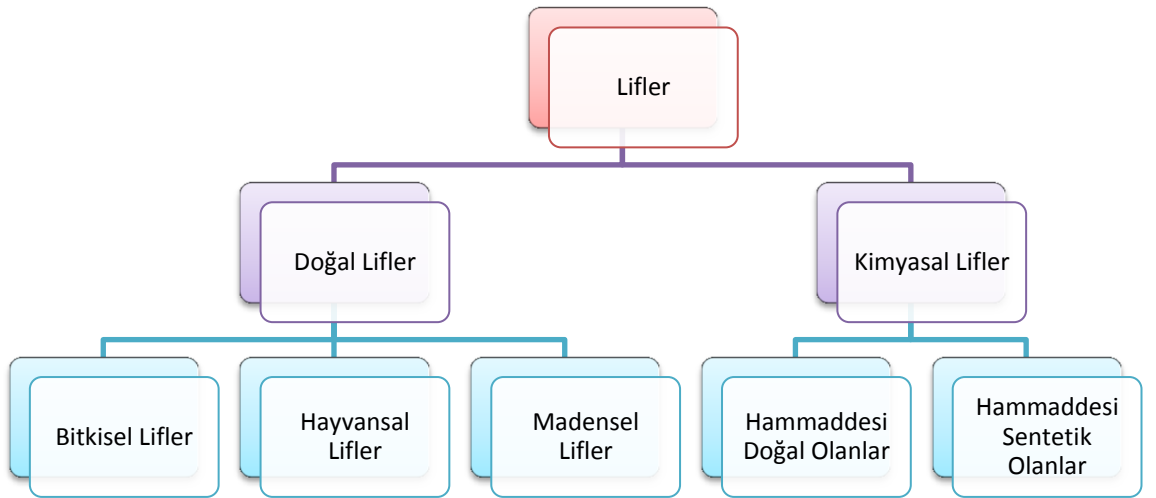 Lifler
Doğal Lifler
Kimyasal Lifler
Bitkisel Lifler
Hayvansal
Lifler
Madensel
Lifler
Hammaddesi
Doğal Olanlar
Hammaddesi
Sentetik
Olanlar